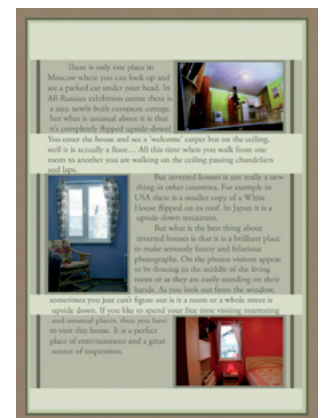 There is only one place in
Moscow where you can look up and
see a parked car under your head. In
All-Russian exhibition centre there is
a nice newly built european cottage,
but what is unusual about it is that
it's completely flipped upside-down!
You enter the house and see a 'welcome' carpet but on the ceiling,
well it is actually a floor... All this time when you walk from one
room to another you are walking on the ceiling passing chandeliers
and laps.
But inverted houses is not really a new
thing in other countries. For example in
USA there is a smaller copy of a White
House flipped on its roof. In Japan it is a
upside-down restaurant.
But what is the best thing about
inverted houses is that it is a brilliant place
to make seriously funny and hilarious
photographs. On the photos visitors appear
to be floating in the middle of the living
room or as they are easily standing on their
hands. As you look out from the window,
sometimes you just can't figure out is it a room or a whole street is
upside down. If you like to spend your free time visiting interesting
and unusual places, then you have
to visit this house. It is a perfect
place of entertainment and a great
source of inspiration.